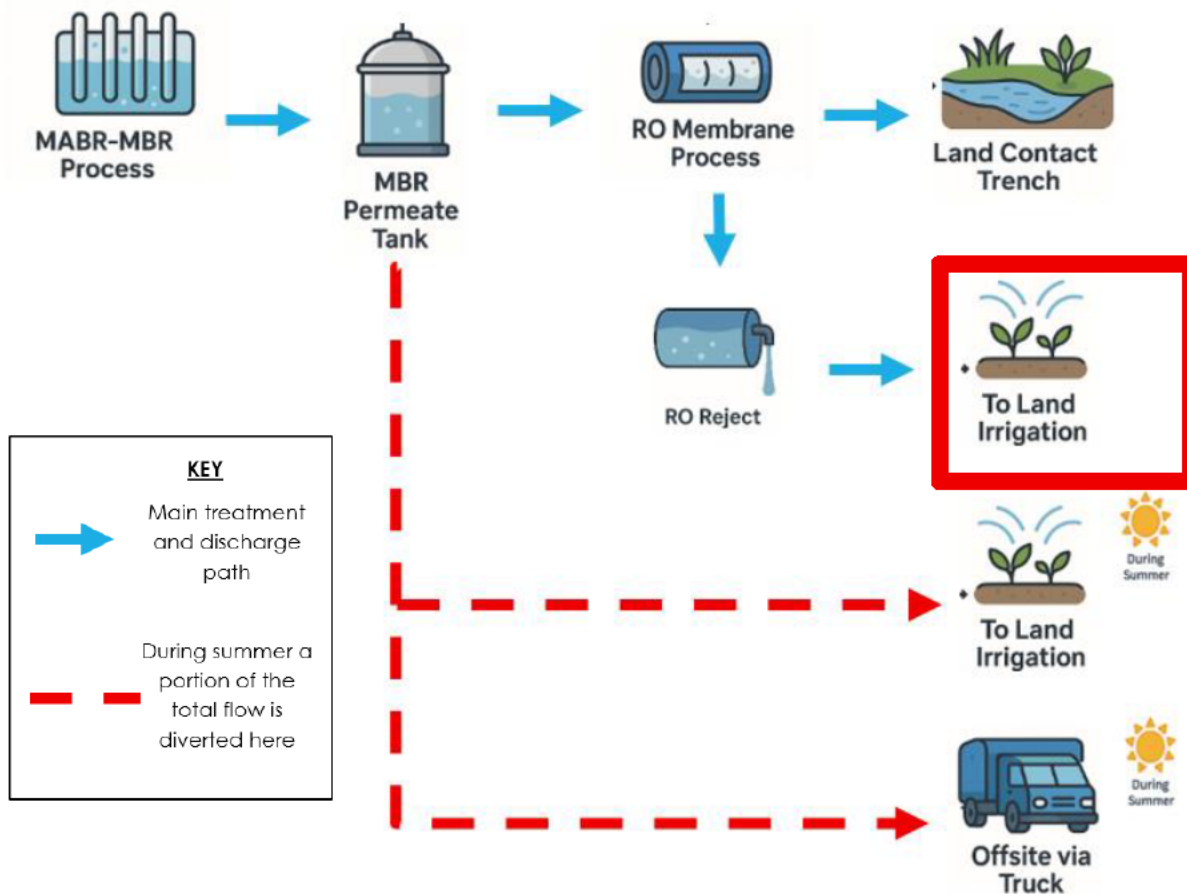 MABR-MBR
Process
MBR
Permeate
Tank
RO Membrane
Process
Land Contact
Trench
RO Reject
To Land
Irrigation
KEY
Main treatment
and discharge
path
During summer a
portion of the
total flow is
diverted here
To Land
Irrigation
During
Summer
Offsite via
Truck
During
Summer